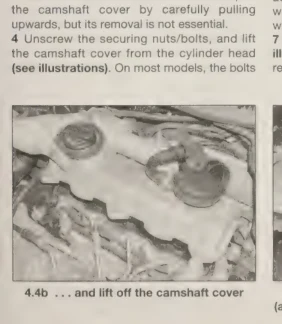 the camshaft cover by carefully pulling
upwards, but its removal is not essential.
4 Unscrew the securing nuts/bolts, and lift
the camshaft cover from the cylinder head
(see illustrations). On most models, the bolts
4.4b ... and lift off the camshaft cover
w
7
re
(a